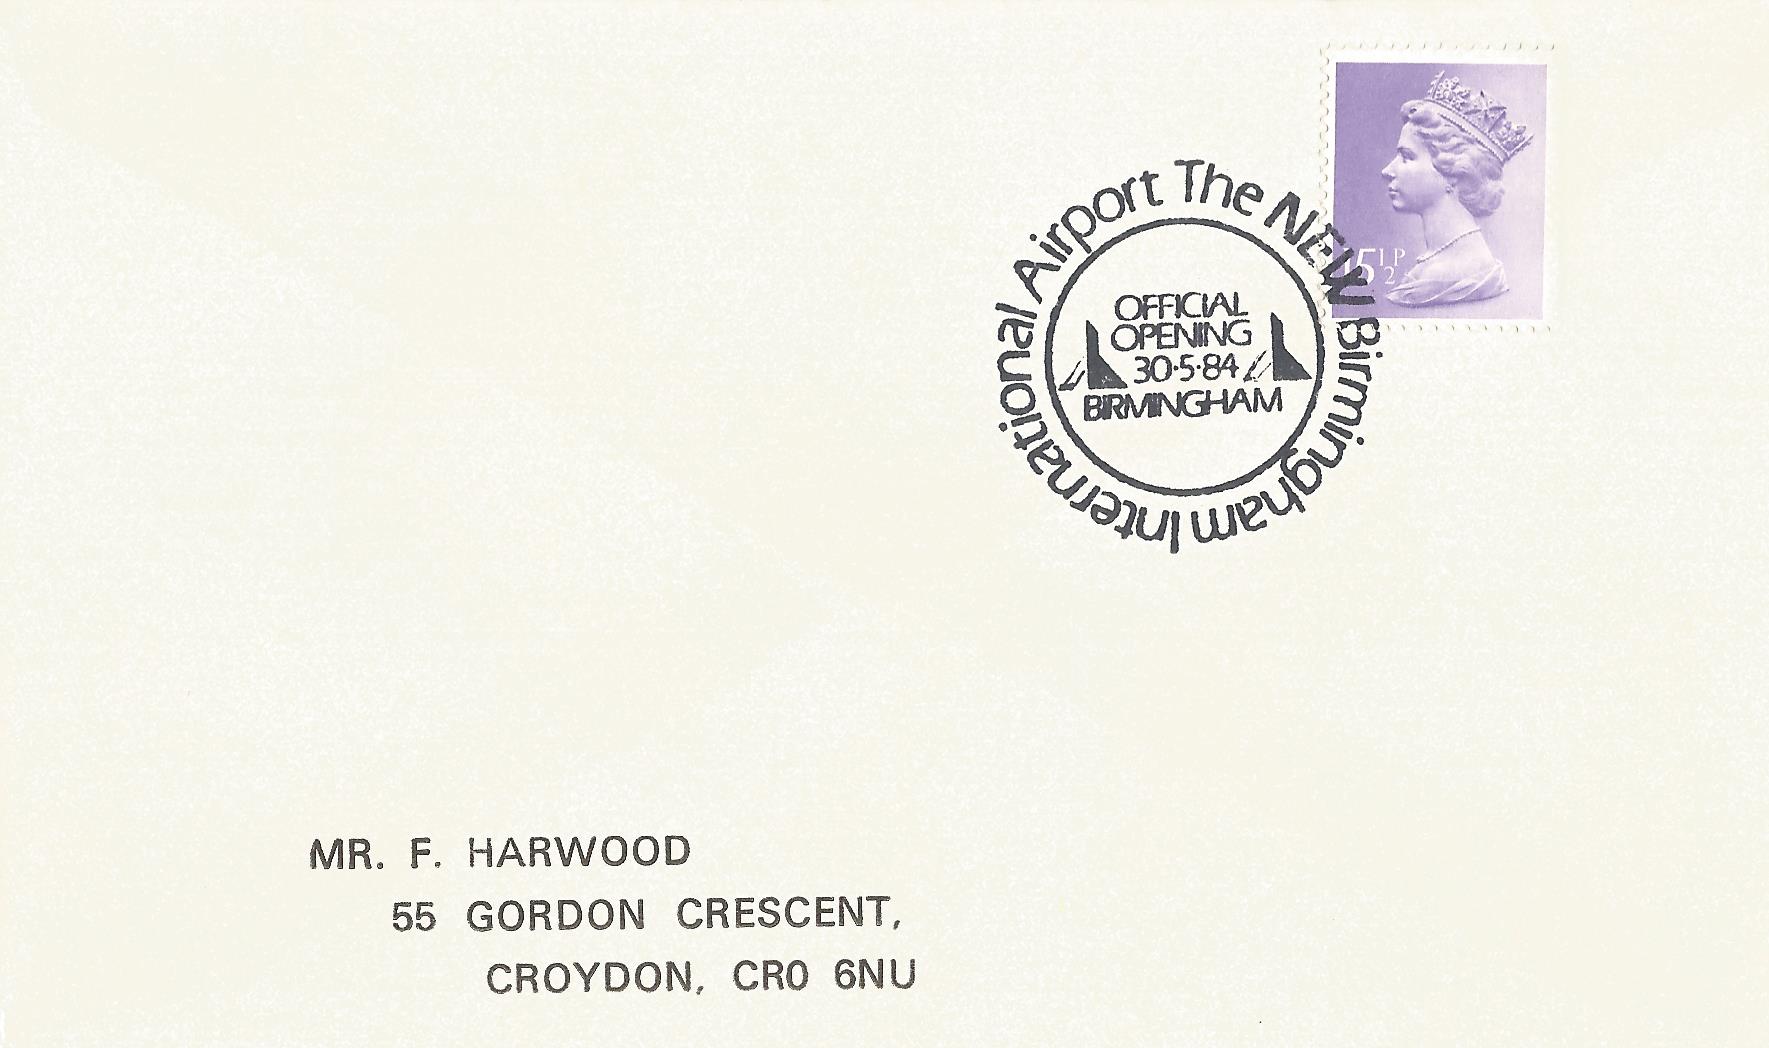 The NEW Birmingham International Airport
OFFICIAL
OPENING
30·5·84
BIRMINGHAM
15½P
MR. F. HARWOOD
55 GORDON CRESCENT,
CROYDON, CR0 6NU